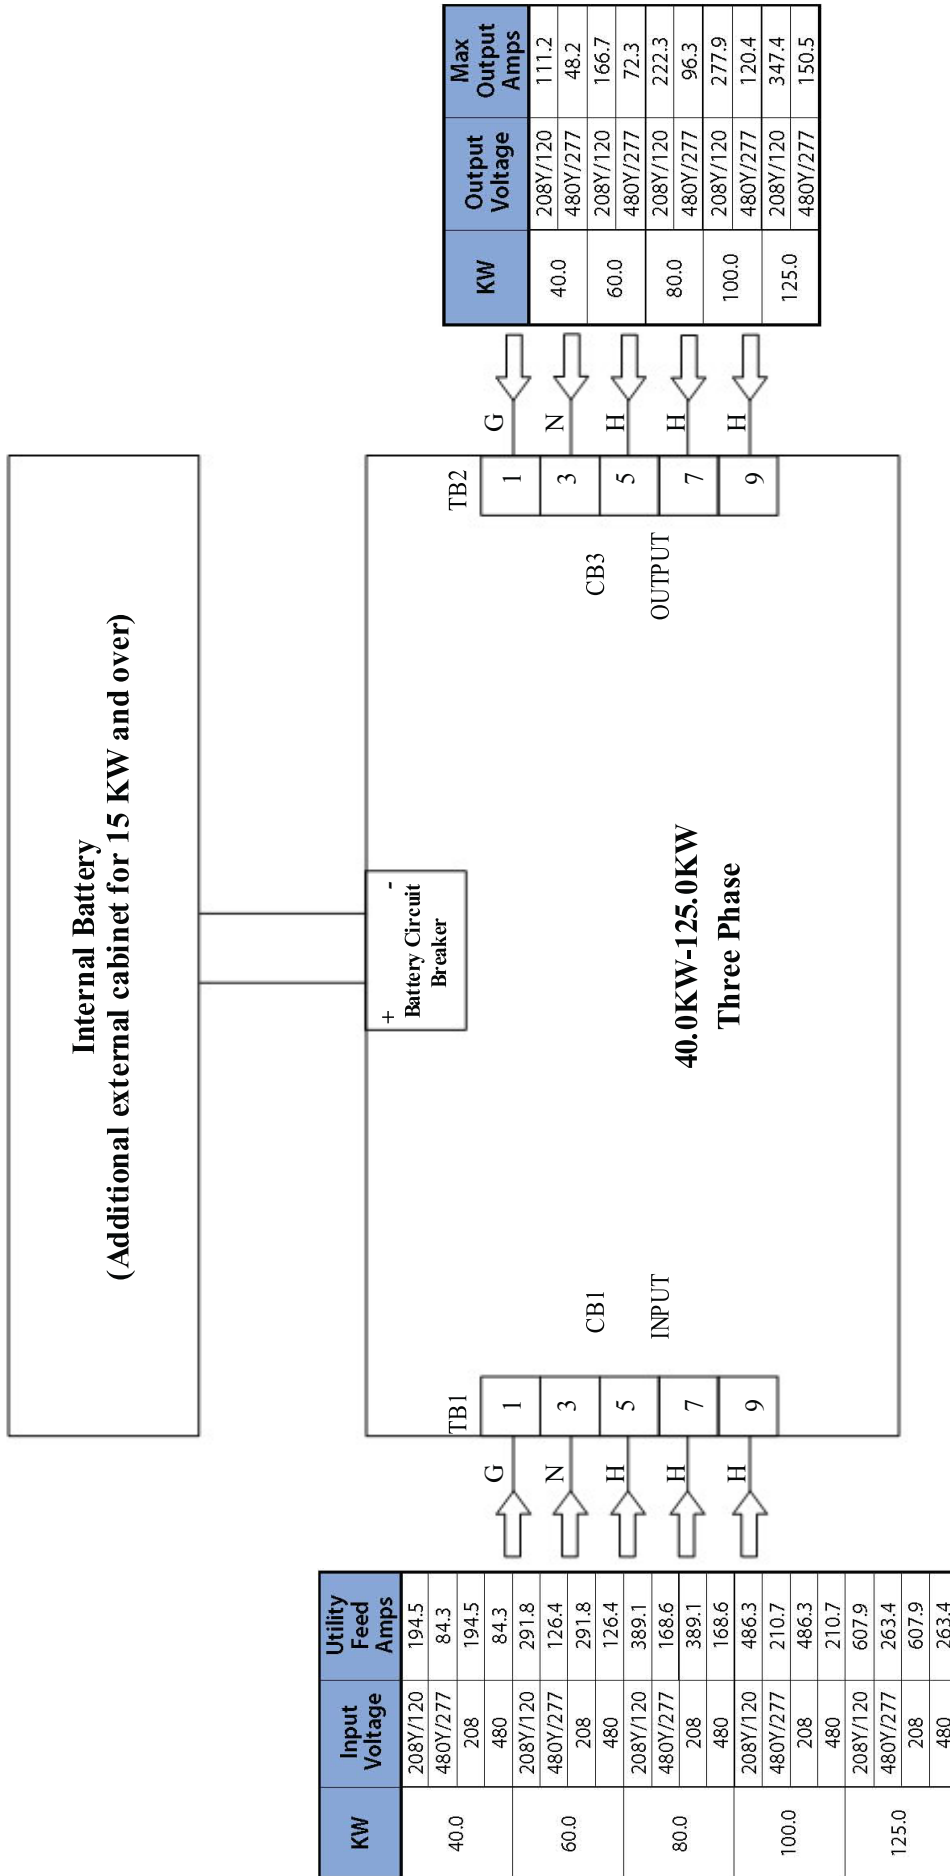 Internal Battery
(Additional external cabinet for 15 KW and over)
+ -
Battery Circuit
Breaker
40.0KW-125.0KW
Three Phase
TB1
1
3
5
7
9
G
N
H
H
H
CB1
INPUT
TB2
1
3
5
7
9
G
N
H
H
H
CB3
OUTPUT
KW Input Voltage Utility Feed Amps
40.0 208Y/120 194.5
480Y/277 84.3
208 194.5
480 84.3
60.0 208Y/120 291.8
480Y/277 126.4
208 291.8
480 126.4
80.0 208Y/120 389.1
480Y/277 168.6
208 389.1
480 168.6
100.0 208Y/120 486.3
480Y/277 210.7
208 486.3
480 210.7
125.0 208Y/120 607.9
480Y/277 263.4
208 607.9
480 263.4
KW Output Voltage Max Output Amps
40.0 208Y/120 111.2
480Y/277 48.2
60.0 208Y/120 166.7
480Y/277 72.3
80.0 208Y/120 222.3
480Y/277 96.3
100.0 208Y/120 277.9
480Y/277 120.4
125.0 208Y/120 347.4
480Y/277 150.5